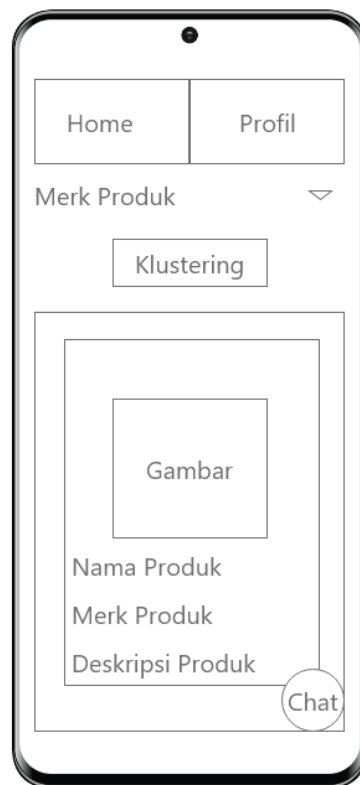 Home Profil
Merk Produk
Klustering
Gambar
Nama Produk
Merk Produk
Deskripsi Produk
Chat